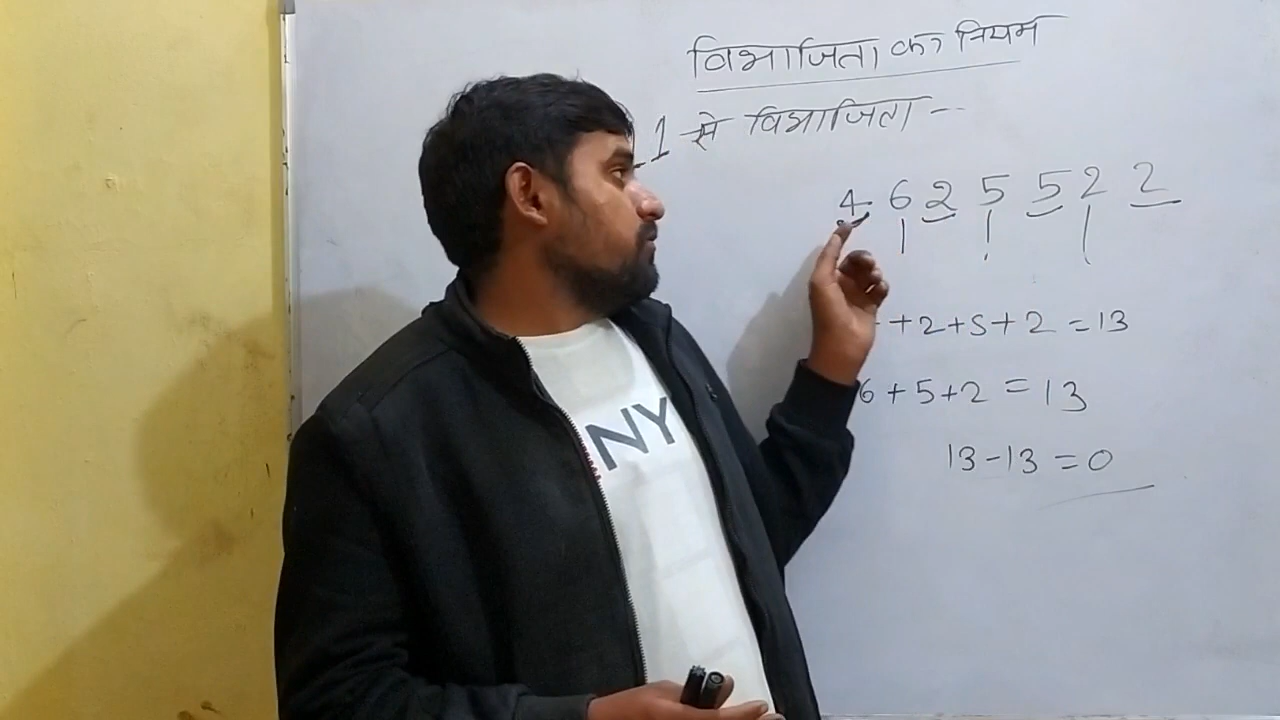 विभाजिता का नियम
1 से विभाजिता -
4 6 2 5 5 2 2
+2+5+2 =13
6+5+2 = 13
13-13 =0
NY